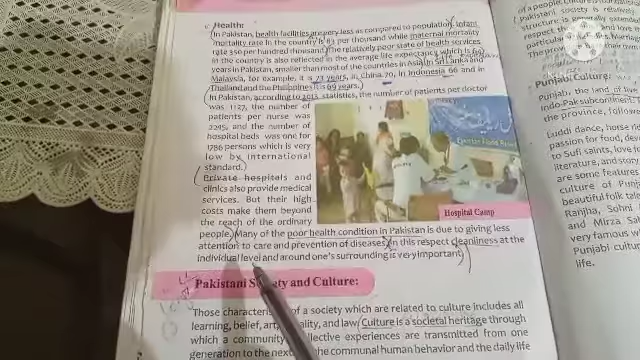 Health:
In Pakistan, health facilities are very less as compared to population. Infant
mortality rate in the country is 83 per thousand while maternal mortality
rate 350 per hundred thousand. The relatively poor state of health services
in the country is also reflected in the average life expectancy which is 65
years in Pakistan, smaller than most of the countries in Asia. In Sri Lanka and
Malaysia, for example, it is 73 years, in China 70, in Indonesia 66 and in
Thailand and the Philippines it is 69 years.
In Pakistan, according to 2013 statistics, the number of patients per doctor
was 1127, the number of
patients per nurse was
2245, and the number of
hospital beds was one for
1786 persons which is very
low by international
standard.
Private hospitals and
clinics also provide medical
services. But their high
costs make them beyond
the reach of the ordinary
people. Many of the poor health condition in Pakistan is due to giving less
attention to care and prevention of diseases. In this respect cleanliness at the
individual level and around one's surrounding is very important.
Hospital Camp
Pakistani Society and Culture:
Those characteristics of a society which are related to culture includes all
learning, belief, art, morality, and law. Culture is a societal heritage through
which a community's collective experiences are transmitted from one
generation to the next. the communal human behavior and the daily life
of a people.
Pakistani society is
structure is
Punjabi Culture:
Punjab, the land of
Indo-Pak subcontinent.
the province, follow
Luddi dance, horse
passion for food,
to Sufi saints, love
literature, and
are some features
culture of
beautiful folk
Ranjha, Sohni
and Mirza
very famous
Punjabi
life.